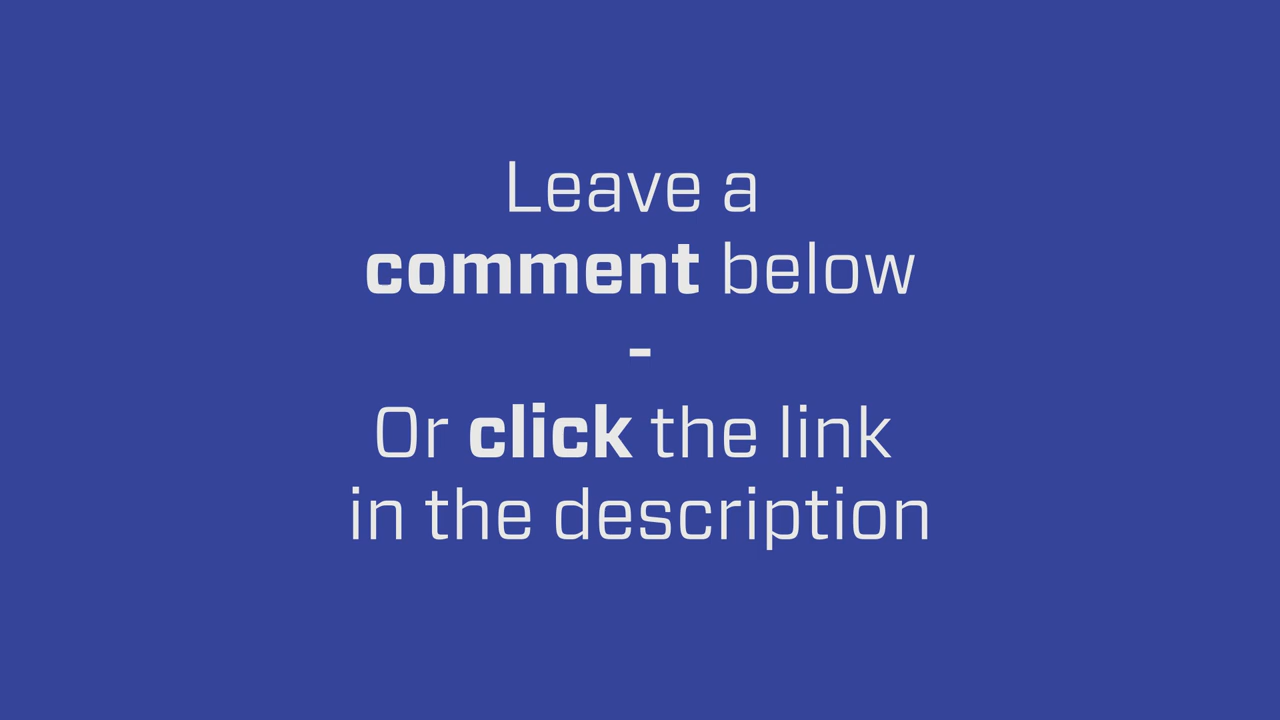 Leave a
comment below
-
Or click the link
in the description